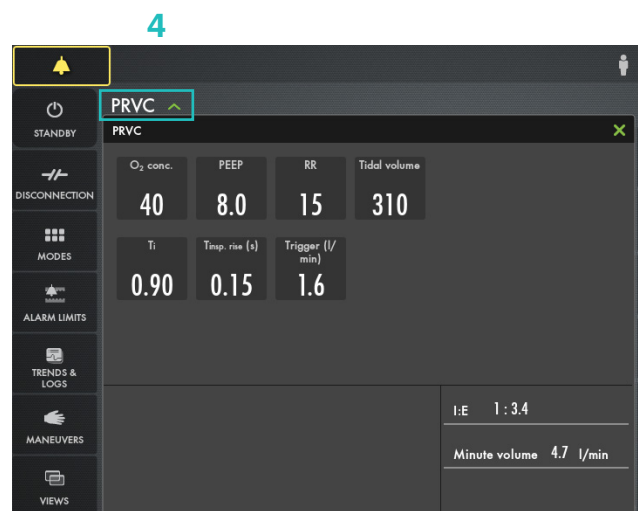 4
PRVC
STANDBY
PRVC
O₂ conc. PEEP RR Tidal volume
40 8.0 15 310
DISCONNECTION
MODES
Ti Tinsp. rise (s) Trigger (l/
min)
0.90 0.15 1.6
ALARM LIMITS
TRENDS &
LOGS
MANEUVERS
VIEWS
I:E 1 : 3.4
Minute volume 4.7 l/min